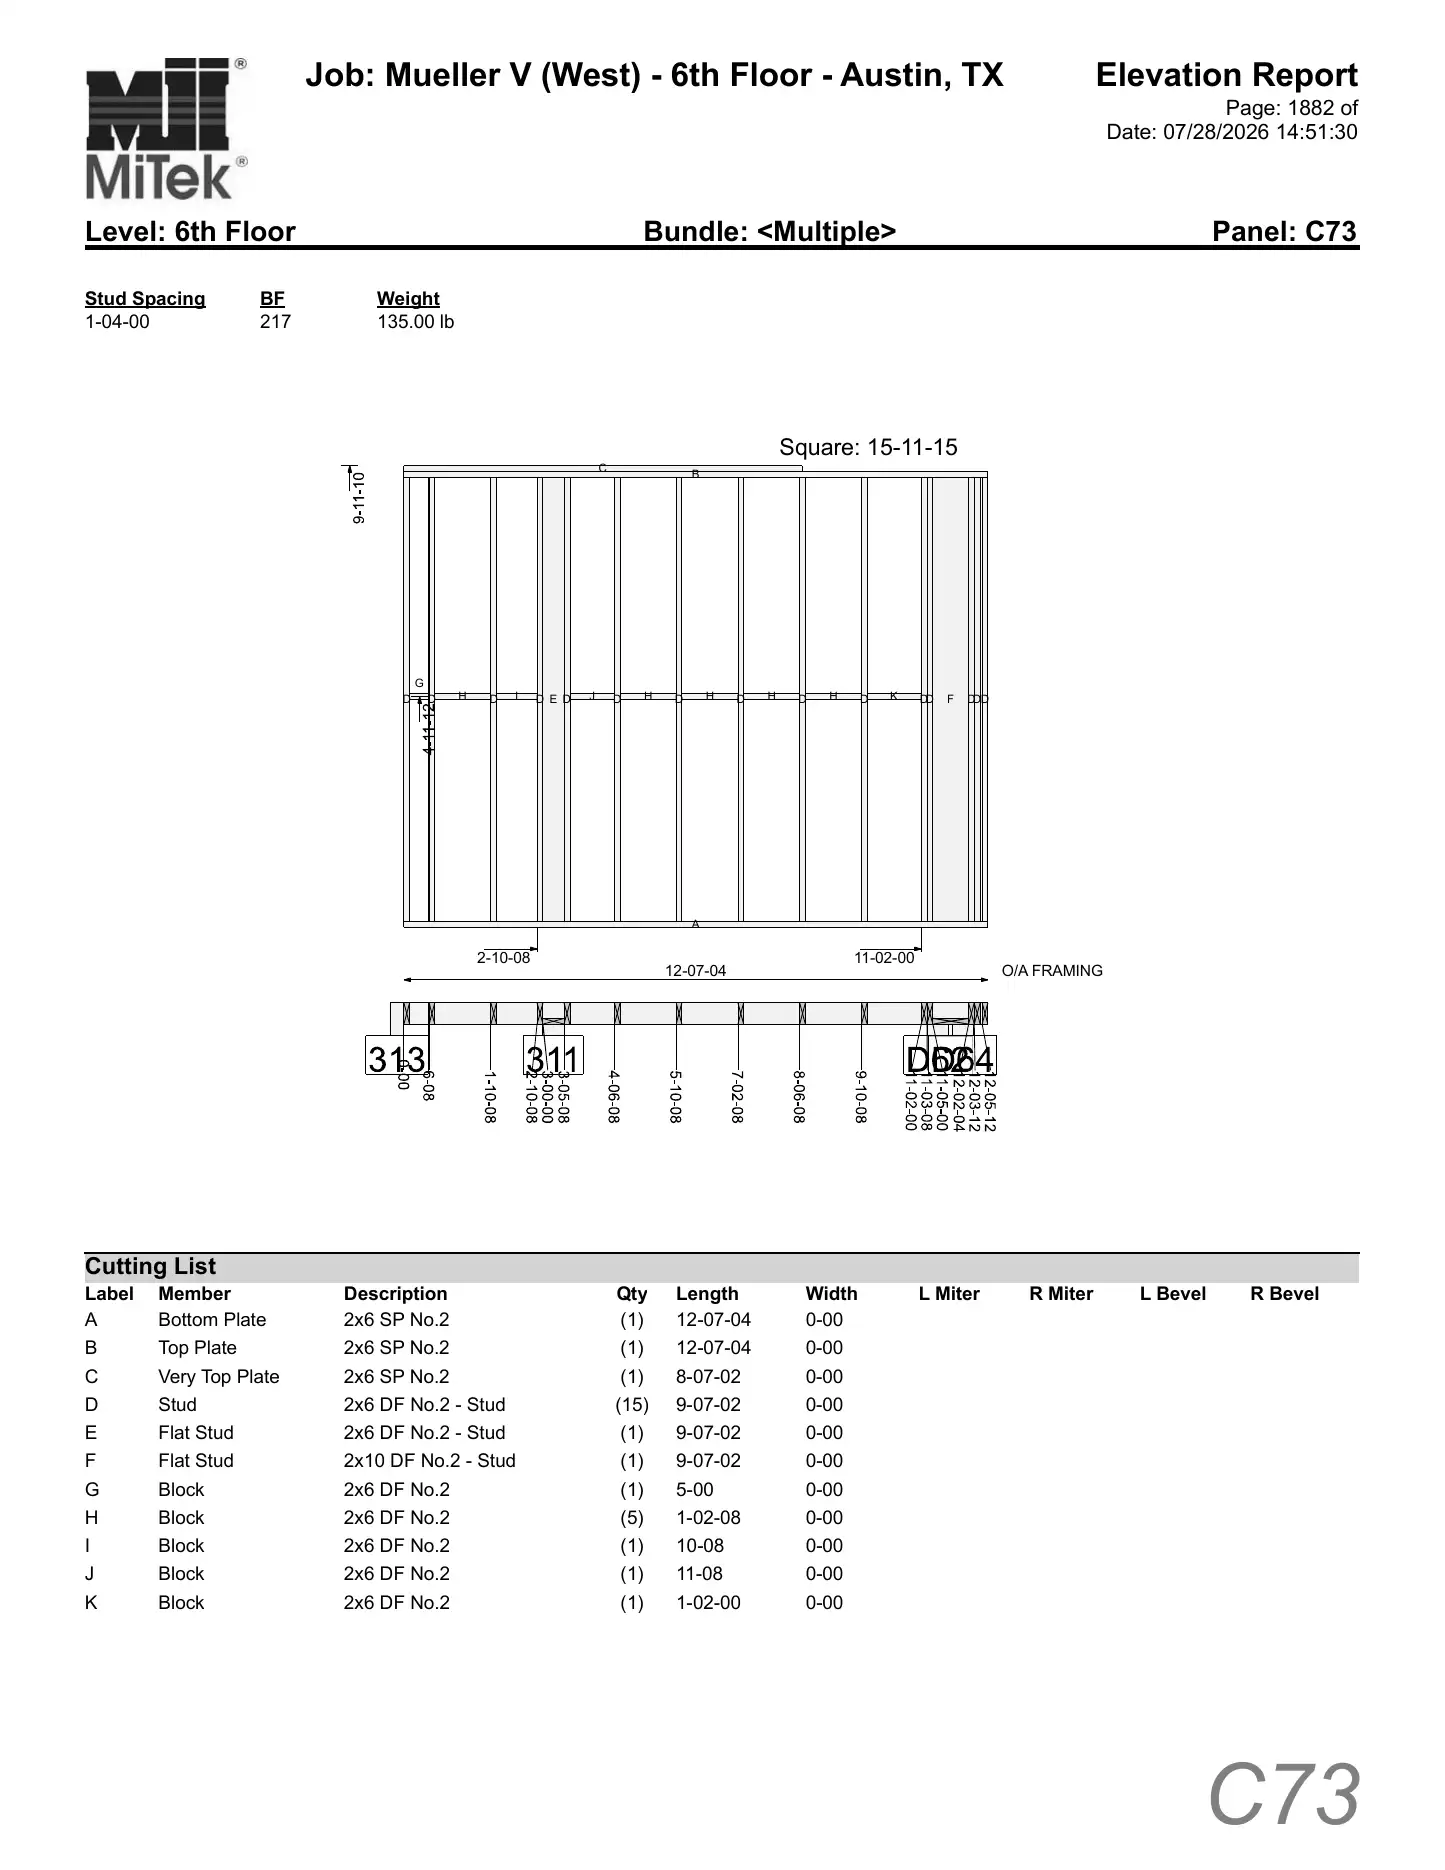 Job: Mueller V (West) - 6th Floor - Austin, TX
Elevation Report
Page: 1882 of
Date: 07/28/2026 14:51:30
MiTek®
Level: 6th Floor Bundle: <Multiple> Panel: C73
Stud Spacing BF Weight
1-04-00 217 135.00 lb
Square: 15-11-15
C
B
9-11-10
G
D D H D I D E D J D H D H D H D H D K D D F D D D
4-11-12
A
2-10-08 11-02-00
12-07-04 O/A FRAMING
313 311 D62 D64
0-00 6-08 1-10-08 2-10-08 3-00-00 3-05-08 4-06-08 5-10-08 7-02-08 8-06-08 9-10-08 11-02-00 11-03-08 11-05-00 12-02-04 12-03-12 12-05-12
Cutting List
Label Member Description Qty Length Width L Miter R Miter L Bevel R Bevel
A Bottom Plate 2x6 SP No.2 (1) 12-07-04 0-00
B Top Plate 2x6 SP No.2 (1) 12-07-04 0-00
C Very Top Plate 2x6 SP No.2 (1) 8-07-02 0-00
D Stud 2x6 DF No.2 - Stud (15) 9-07-02 0-00
E Flat Stud 2x6 DF No.2 - Stud (1) 9-07-02 0-00
F Flat Stud 2x10 DF No.2 - Stud (1) 9-07-02 0-00
G Block 2x6 DF No.2 (1) 5-00 0-00
H Block 2x6 DF No.2 (5) 1-02-08 0-00
I Block 2x6 DF No.2 (1) 10-08 0-00
J Block 2x6 DF No.2 (1) 11-08 0-00
K Block 2x6 DF No.2 (1) 1-02-00 0-00
C73